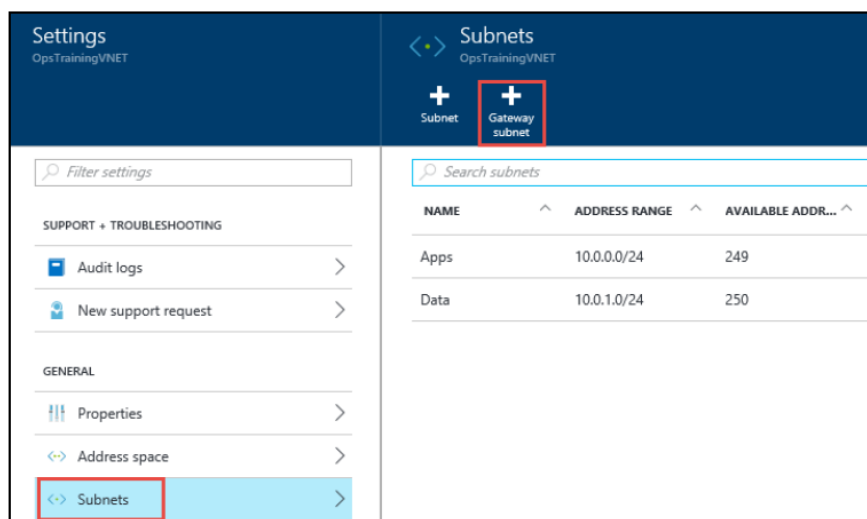 Settings
OpsTrainingVNET
Subnets
OpsTrainingVNET
Subnet
Gateway
subnet
Filter settings
SUPPORT + TROUBLESHOOTING
Audit logs
New support request
GENERAL
Properties
Address space
Subnets
Search subnets
NAME ADDRESS RANGE AVAILABLE ADDR...
Apps 10.0.0.0/24 249
Data 10.0.1.0/24 250